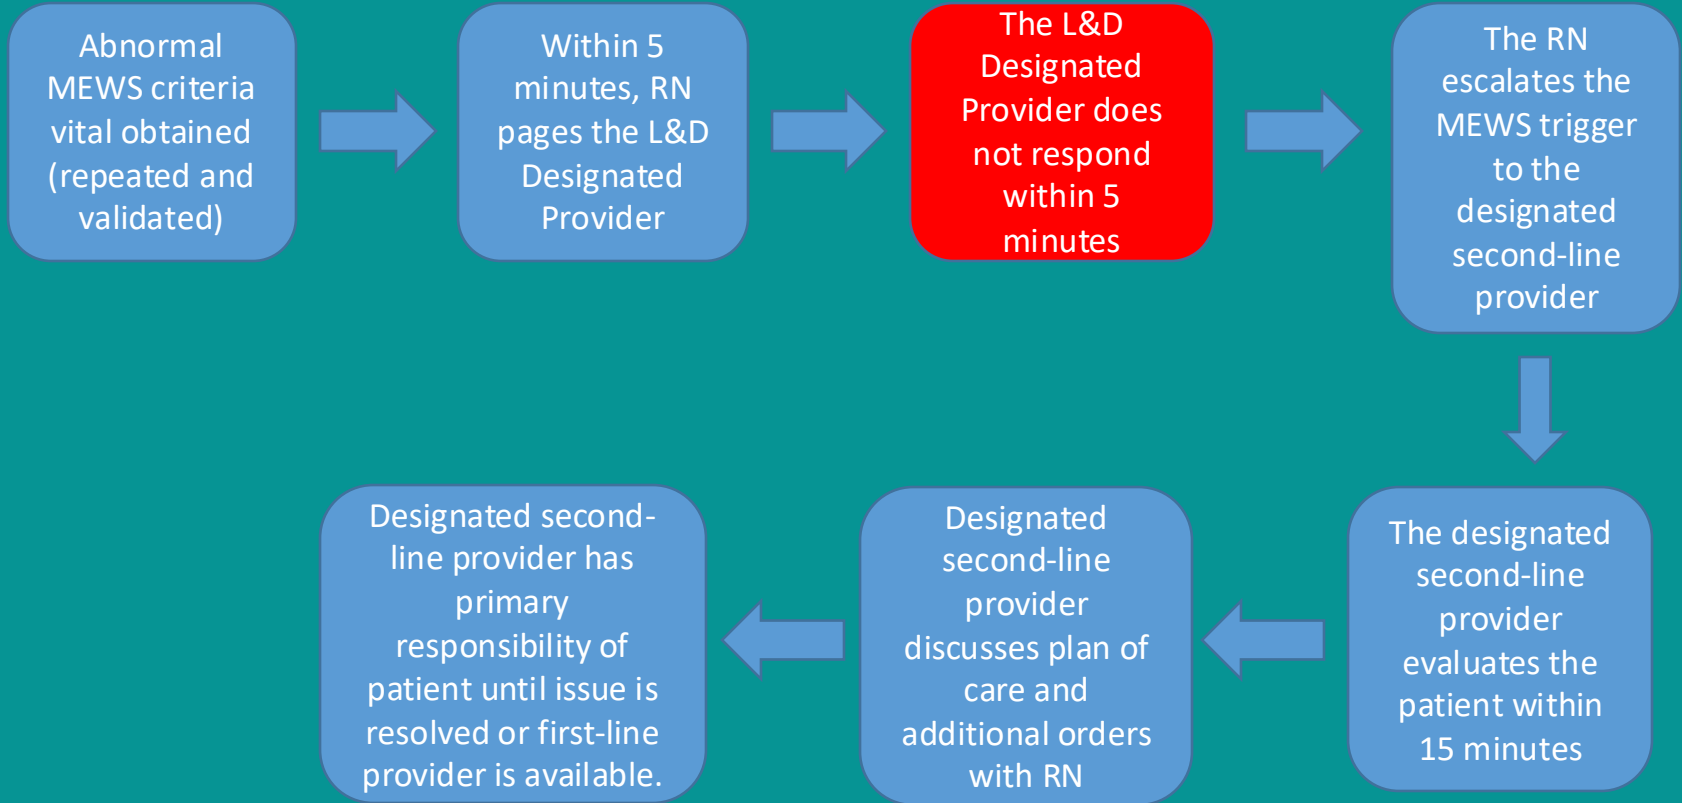 Abnormal
MEWS criteria
vital obtained
(repeated and
validated)
Within 5
minutes, RN
pages the L&D
Designated
Provider
The L&D
Designated
Provider does
not respond
within 5
minutes
The RN
escalates the
MEWS trigger
to the
designated
second-line
provider
The designated
second-line
provider
evaluates the
patient within
15 minutes
Designated
second-line
provider
discusses plan of
care and
additional orders
with RN
Designated second-
line provider has
primary
responsibility of
patient until issue is
resolved or first-line
provider is available.